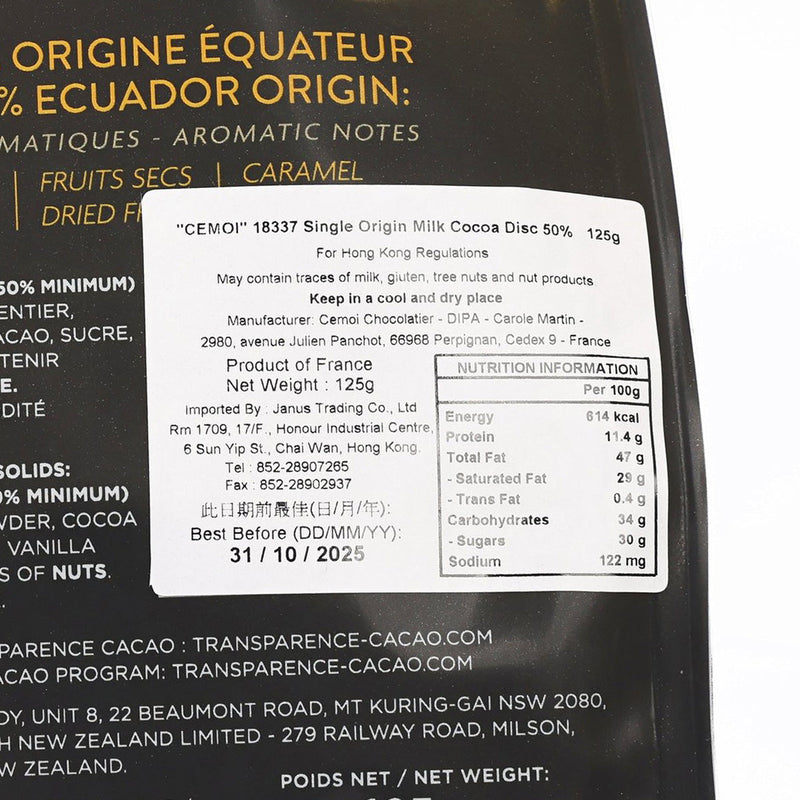 ORIGINE ÉQUATEUR
% ECUADOR ORIGIN:
MATIQUES - AROMATIC NOTES
| FRUITS SECS | CARAMEL
DRIED
"CEMOI" 18337 Single Origin Milk Cocoa Disc 50% 125g
For Hong Kong Regulations
May contain traces of milk, gluten, tree nuts and nut products
Keep in a cool and dry place
Manufacturer: Cemoi Chocolatier - DIPA - Carole Martin -
2980, avenue Julien Panchot, 66968 Perpignan, Cedex 9 - France
Product of France
Net Weight : 125g
Imported By : Janus Trading Co., Ltd
Rm 1709, 17/F., Honour Industrial Centre,
6 Sun Yip St., Chai Wan, Hong Kong.
Tel : 852-28907265
Fax : 852-28902937
此日期前最佳(日/月/年):
Best Before (DD/MM/YY):
31 / 10 / 2025
NUTRITION INFORMATION
Per 100g
Energy 614 kcal
Protein 11.4 g
Total Fat 47 g
- Saturated Fat 29 g
- Trans Fat 0.4 g
Carbohydrates 34 g
- Sugars 30 g
Sodium 122 mg
50% MINIMUM)
ENTIER,
ACAO, SUCRE,
TENIR
E.
DITÉ
SOLIDS:
0% MINIMUM)
WDER, COCOA
VANILLA
S OF NUTS.
PARENCE CACAO : TRANSPARENCE-CACAO.COM
ACAO PROGRAM: TRANSPARENCE-CACAO.COM
DY, UNIT 8, 22 BEAUMONT ROAD, MT KURING-GAI NSW 2080,
H NEW ZEALAND LIMITED - 279 RAILWAY ROAD, MILSON,
W ZEALAND.
POIDS NET / NET WEIGHT: